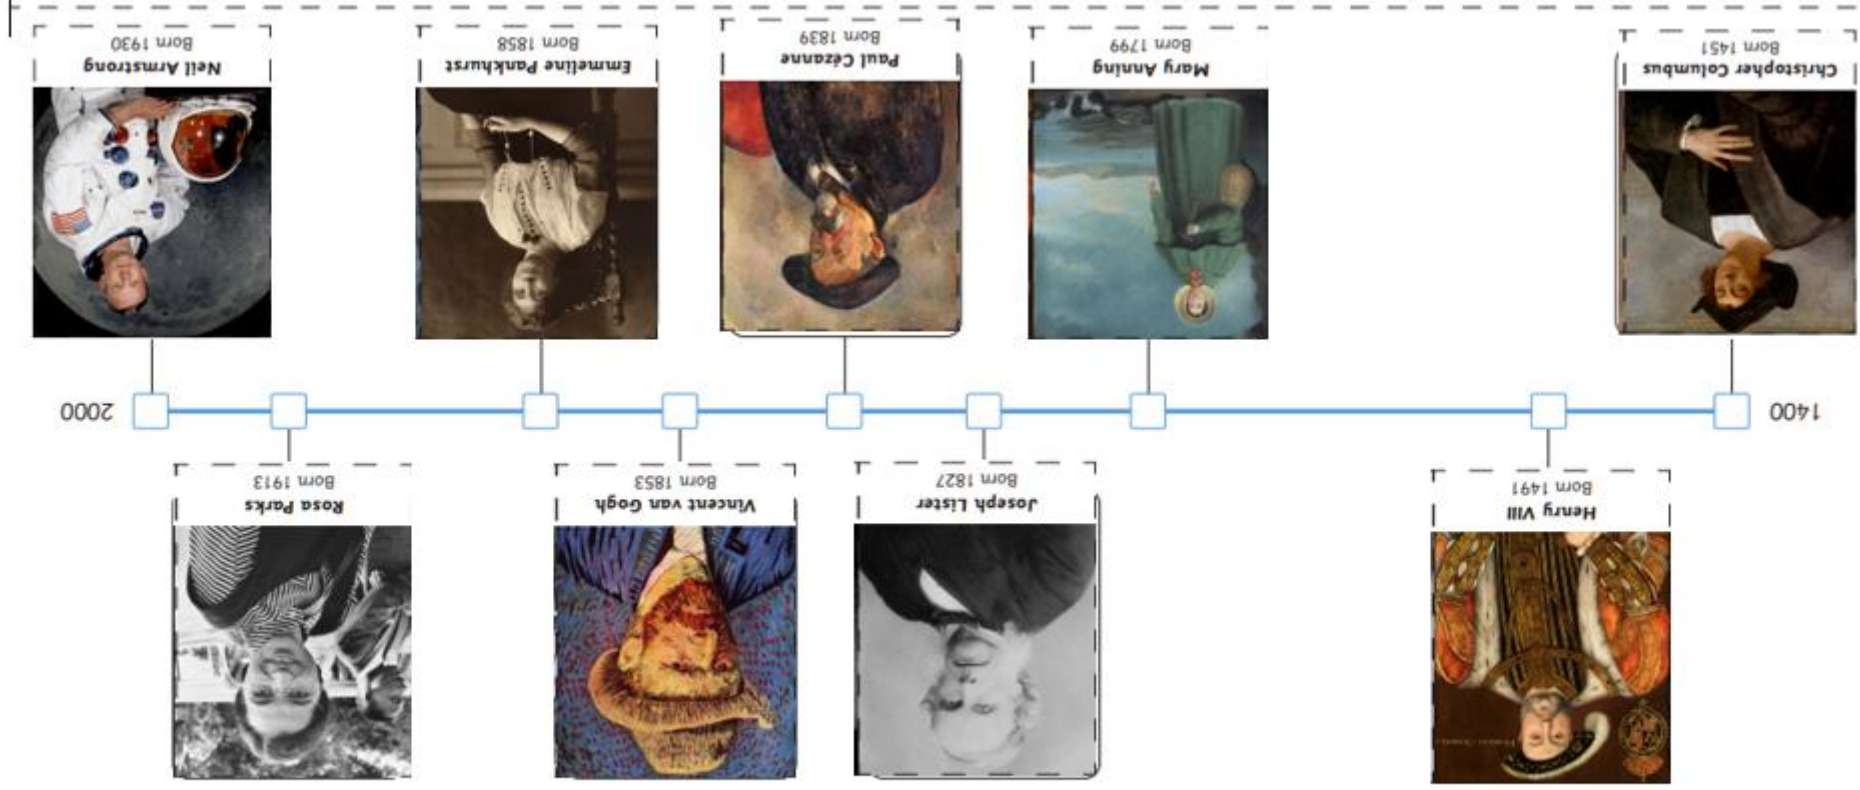 Henry VIII
Born 1491
Joseph Lister
Born 1827
Vincent van Gogh
Born 1853
Rosa Parks
Born 1913
1400
2000
Christopher Columbus
Born 1451
Mary Anning
Born 1799
Paul Cézanne
Born 1839
Emmeline Pankhurst
Born 1858
Neil Armstrong
Born 1930